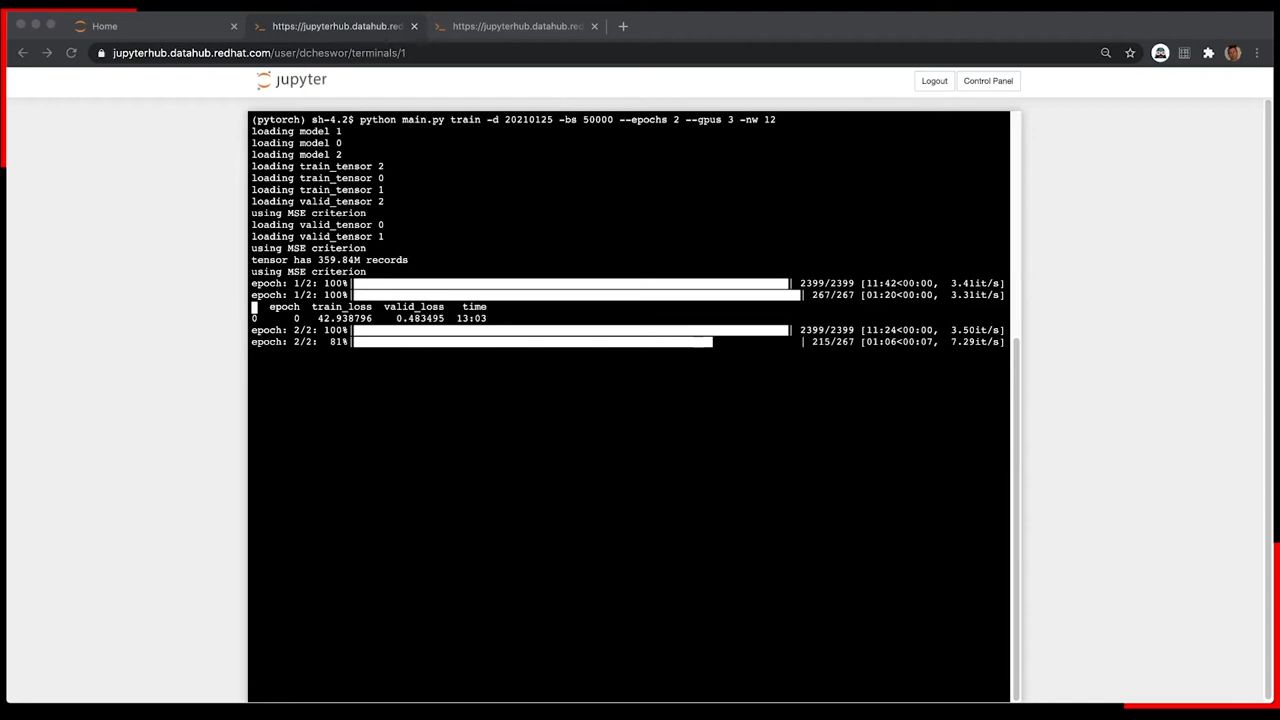 Home
https://jupyterhub.datahub.red
https://jupyterhub.datahub.red
jupyterhub.datahub.redhat.com/user/dcheswor/terminals/1
jupyter
Logout
Control Panel
(pytorch) sh-4.2$ python main.py train -d 20210125 -bs 50000 --epochs 2 --gpus 3 -nw 12
loading model 1
loading model 0
loading model 2
loading train_tensor 2
loading train_tensor 0
loading train_tensor 1
loading valid_tensor 2
using MSE criterion
loading valid_tensor 0
loading valid_tensor 1
using MSE criterion
tensor has 359.84M records
using MSE criterion
epoch: 1/2: 100%| | 2399/2399 [11:42<00:00, 3.41it/s]
epoch: 1/2: 100%| | 267/267 [01:20<00:00, 3.31it/s]
epoch train_loss valid_loss time
0 0 42.938796 0.483495 13:03
epoch: 2/2: 100%| | 2399/2399 [11:24<00:00, 3.50it/s]
epoch: 2/2: 81%| | 215/267 [01:06<00:07, 7.29it/s]